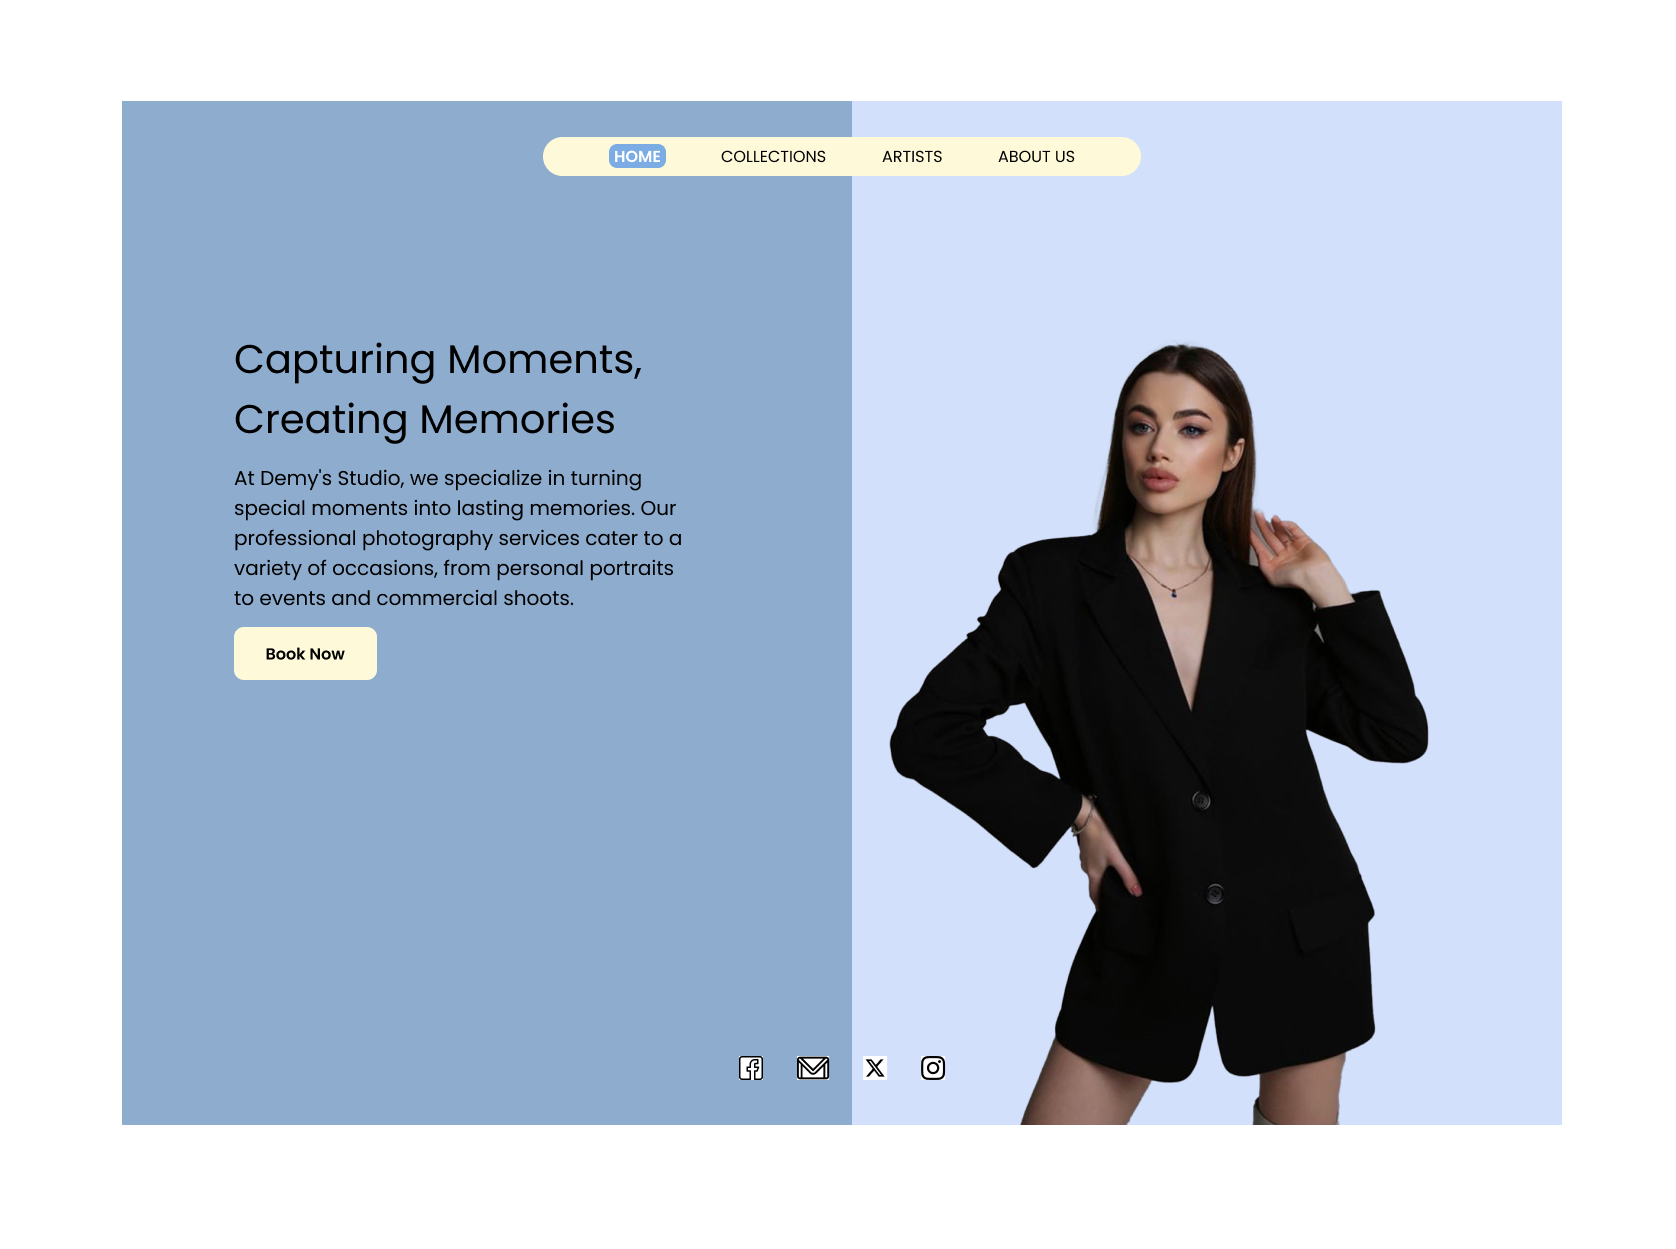 HOME COLLECTIONS ARTISTS ABOUT US
Capturing Moments,
Creating Memories
At Demy's Studio, we specialize in turning
special moments into lasting memories. Our
professional photography services cater to a
variety of occasions, from personal portraits
to events and commercial shoots.
Book Now